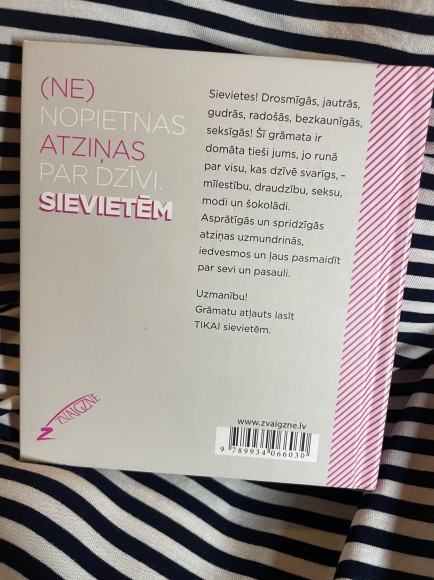 (NE)
NOPIETNAS
ATZIŅAS
PAR DZĪVI.
SIEVIETĒM
Sievietes! Drosmīgās, jautrās,
gudrās, radošās, bezkaunīgās,
seksīgās! Šī grāmata ir
domāta tieši jums, jo runā
par visu, kas dzīvē svarīgs, –
mīlestību, draudzību, seksu,
modi un šokolādi.
Asprātīgās un spridzīgās
atziņas uzmundrinās,
iedvesmos un ļaus pasmaidīt
par sevi un pasauli.
Uzmanību!
Grāmatu atļauts lasīt
TIKAI sievietēm.
ZVAIGZNE
www.zvaigzne.lv
9 789934 066030